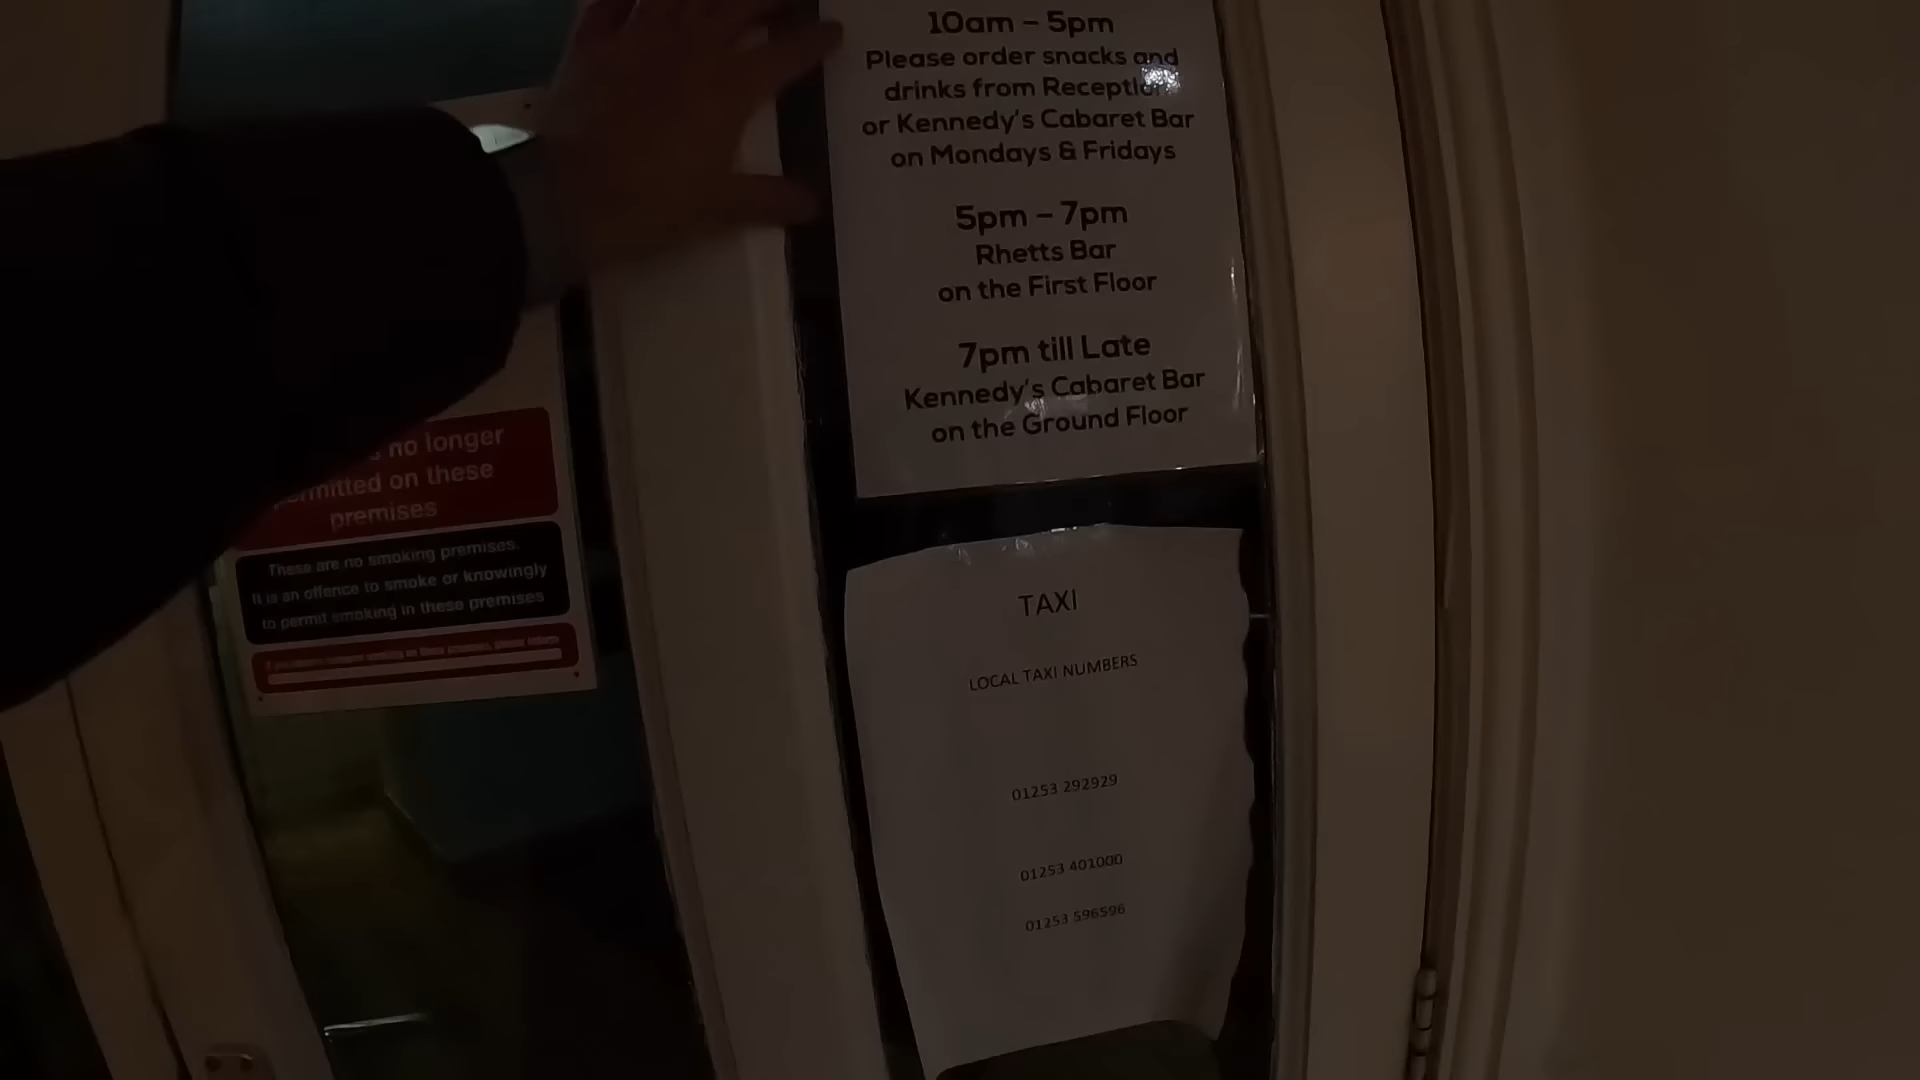 10am – 5pm
Please order snacks and
drinks from Reception
or Kennedy's Cabaret Bar
on Mondays & Fridays
5pm – 7pm
Rhetts Bar
on the First Floor
7pm till Late
Kennedy's Cabaret Bar
on the Ground Floor
no longer
permitted on these
premises
These are no smoking premises.
It is an offence to smoke or knowingly
to permit smoking in these premises
TAXI
LOCAL TAXI NUMBERS
01253 292929
01253 401000
01253 596596